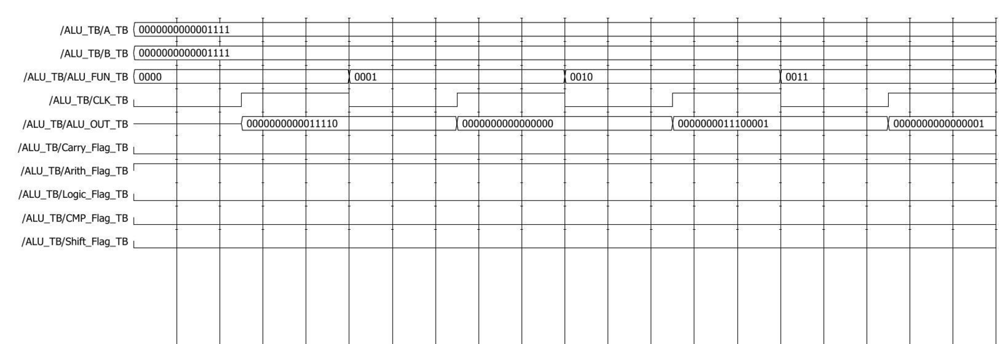 /ALU_TB/A_TB 0000000000001111
/ALU_TB/B_TB 0000000000001111
/ALU_TB/ALU_FUN_TB 0000 0001 0010 0011
/ALU_TB/CLK_TB
/ALU_TB/ALU_OUT_TB 0000000000011110 0000000000000000 0000000011100001 0000000000000001
/ALU_TB/Carry_Flag_TB
/ALU_TB/Arith_Flag_TB
/ALU_TB/Logic_Flag_TB
/ALU_TB/CMP_Flag_TB
/ALU_TB/Shift_Flag_TB